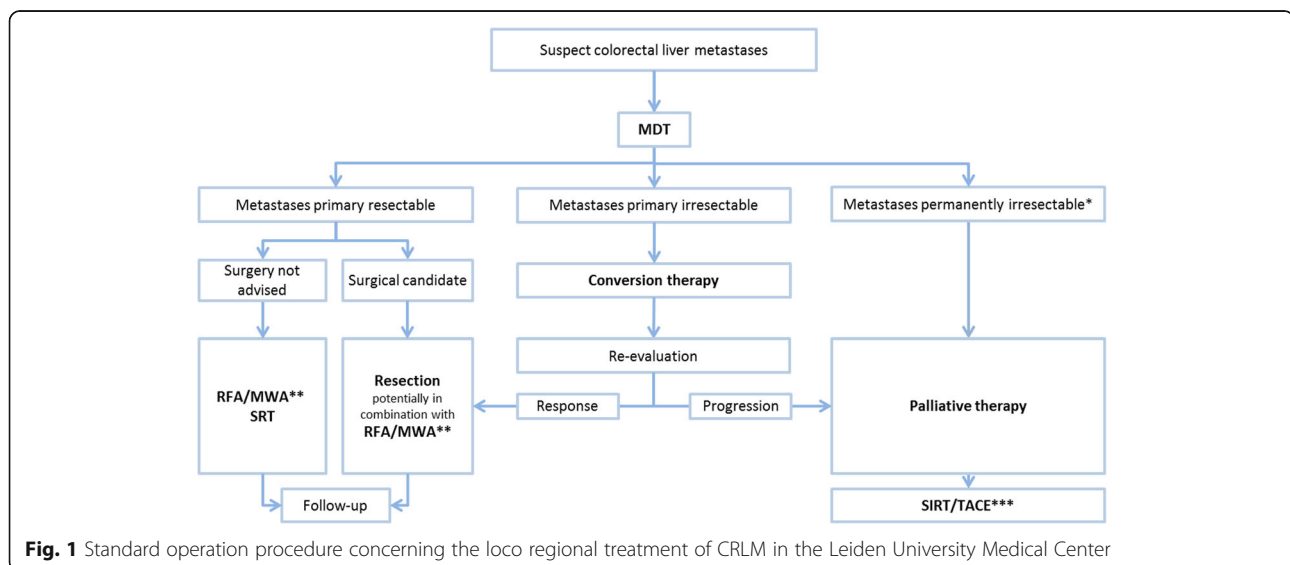 Suspect colorectal liver metastases
MDT
Metastases primary resectable
Metastases primary irresectable
Metastases permanently irresectable*
Surgery not
advised
Surgical candidate
Conversion therapy
Re-evaluation
RFA/MWA**
SRT
Resection
potentially in
combination with
RFA/MWA**
Response
Progression
Palliative therapy
Follow-up
SIRT/TACE***
Fig. 1 Standard operation procedure concerning the loco regional treatment of CRLM in the Leiden University Medical Center